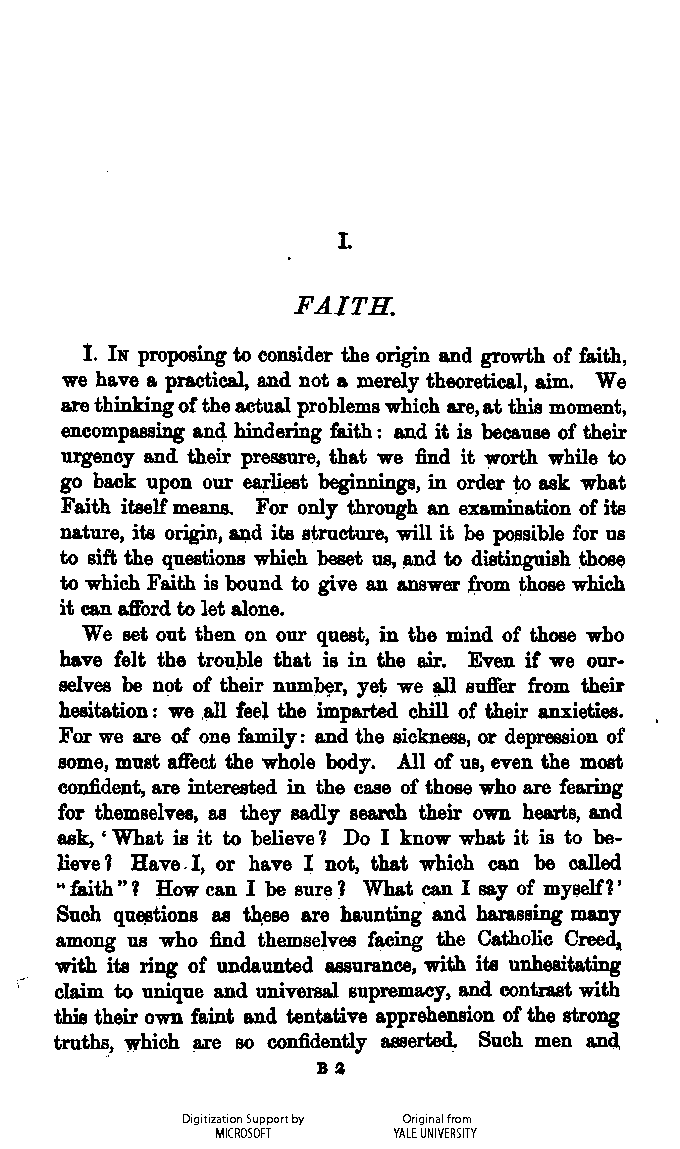 I.
FAITH.
I. IN proposing to consider the origin and growth of faith,
we have a practical, and not a merely theoretical, aim. We
are thinking of the actual problems which are, at this moment,
encompassing and hindering faith: and it is because of their
urgency and their pressure, that we find it worth while to
go back upon our earliest beginnings, in order to ask what
Faith itself means. For only through an examination of its
nature, its origin, and its structure, will it be possible for us
to sift the questions which beset us, and to distinguish those
to which Faith is bound to give an answer from those which
it can afford to let alone.
We set out then on our quest, in the mind of those who
have felt the trouble that is in the air. Even if we our-
selves be not of their number, yet we all suffer from their
hesitation: we all feel the imparted chill of their anxieties.
For we are of one family: and the sickness, or depression of
some, must affect the whole body. All of us, even the most
confident, are interested in the case of those who are fearing
for themselves, as they sadly search their own hearts, and
ask, ‘What is it to believe? Do I know what it is to be-
lieve? Have I, or have I not, that which can be called
“faith”? How can I be sure? What can I say of myself?’
Such questions as these are haunting and harassing many
among us who find themselves facing the Catholic Creed,
with its ring of undaunted assurance, with its unhesitating
claim to unique and universal supremacy, and contrast with
this their own faint and tentative apprehension of the strong
truths, which are so confidently asserted. Such men and
B 2
Digitization Support by
MICROSOFT
Original from
YALE UNIVERSITY